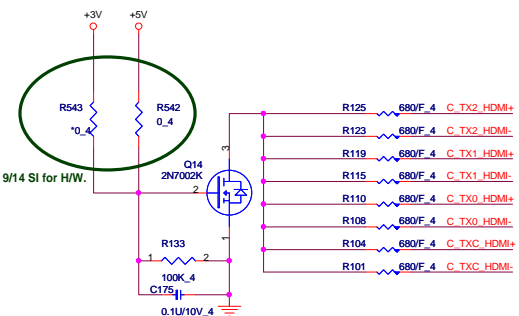 +3V +5V
R543 R542
*0_4 0_4
9/14 SI for H/W.
Q14
2N7002K
3
2
1
R133
1 2
100K_4
C175
0.1U/10V_4
R125 680/F_4 C_TX2_HDMI+
R123 680/F_4 C_TX2_HDMI-
R119 680/F_4 C_TX1_HDMI+
R115 680/F_4 C_TX1_HDMI-
R110 680/F_4 C_TX0_HDMI+
R108 680/F_4 C_TX0_HDMI-
R104 680/F_4 C_TXC_HDMI+
R101 680/F_4 C_TXC_HDMI-